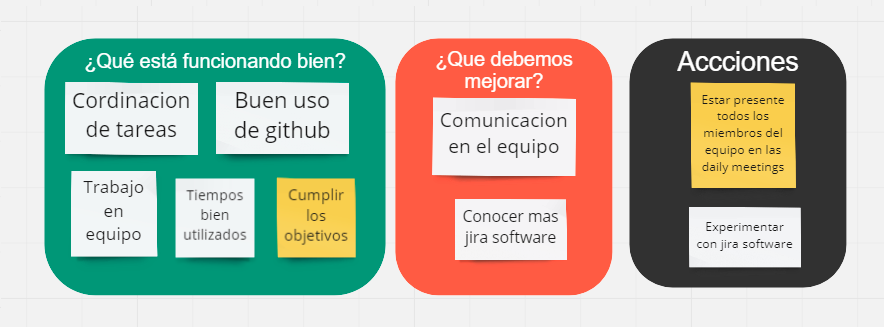 ¿Qué está funcionando bien?
Cordinacion
de tareas
Buen uso
de github
Trabajo
en
equipo
Tiempos
bien
utilizados
Cumplir
los
objetivos
¿Que debemos
mejorar?
Comunicacion
en el equipo
Conocer mas
jira software
Accciones
Estar presente
todos los
miembros del
equipo en las
daily meetings
Experimentar
con jira software